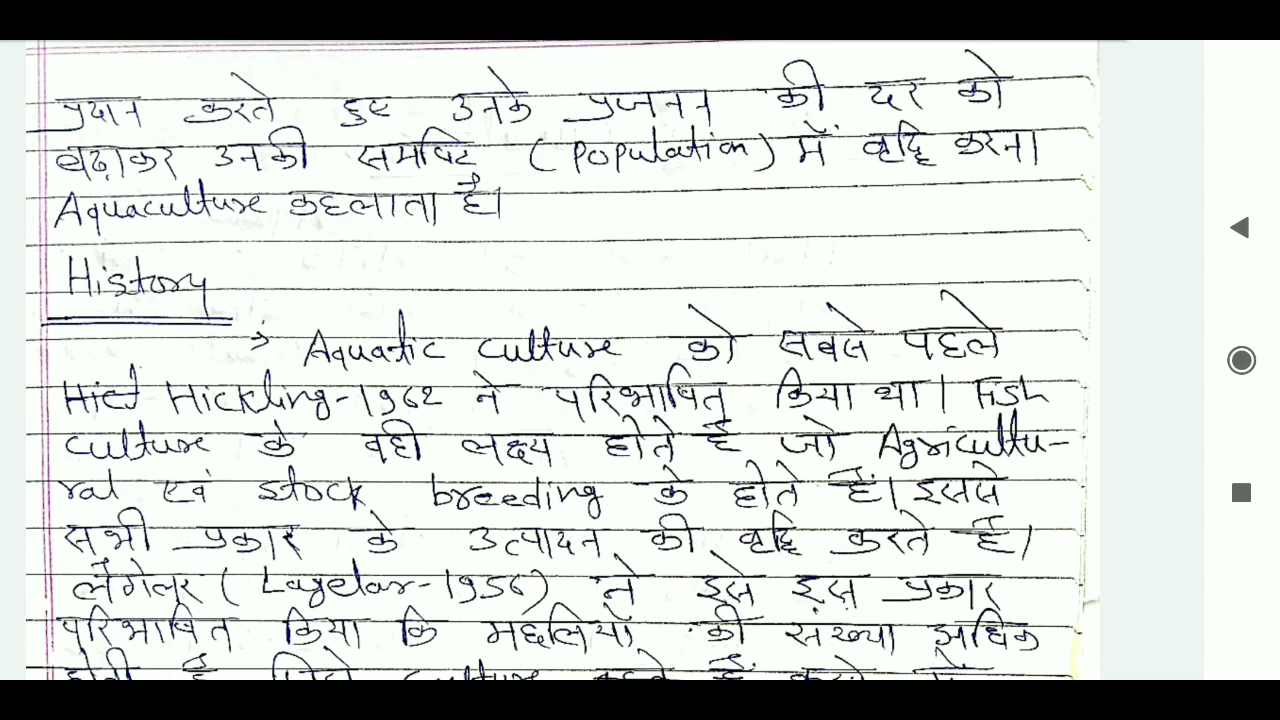 प्रदान करते हुए उनके प्रजनन की दर को
बढ़ाकर उनकी समष्टि (population) में वृद्धि करना
Aquaculture कहलाता है।
History
→ Aquatic culture को सबसे पहले
Hickling-1962 ने परिभाषित किया था। Fish
culture के वही लक्ष्य होते है जो Agricultu-
ral एवं stock breeding के होते हैं। इससे
सभी प्रकार के उत्पादन की वृद्धि करते हैं।
लैगेलर (Lagelar-1956) ने इसे इस प्रकार
परिभाषित किया कि मछलियों की संख्या अधिक
culture